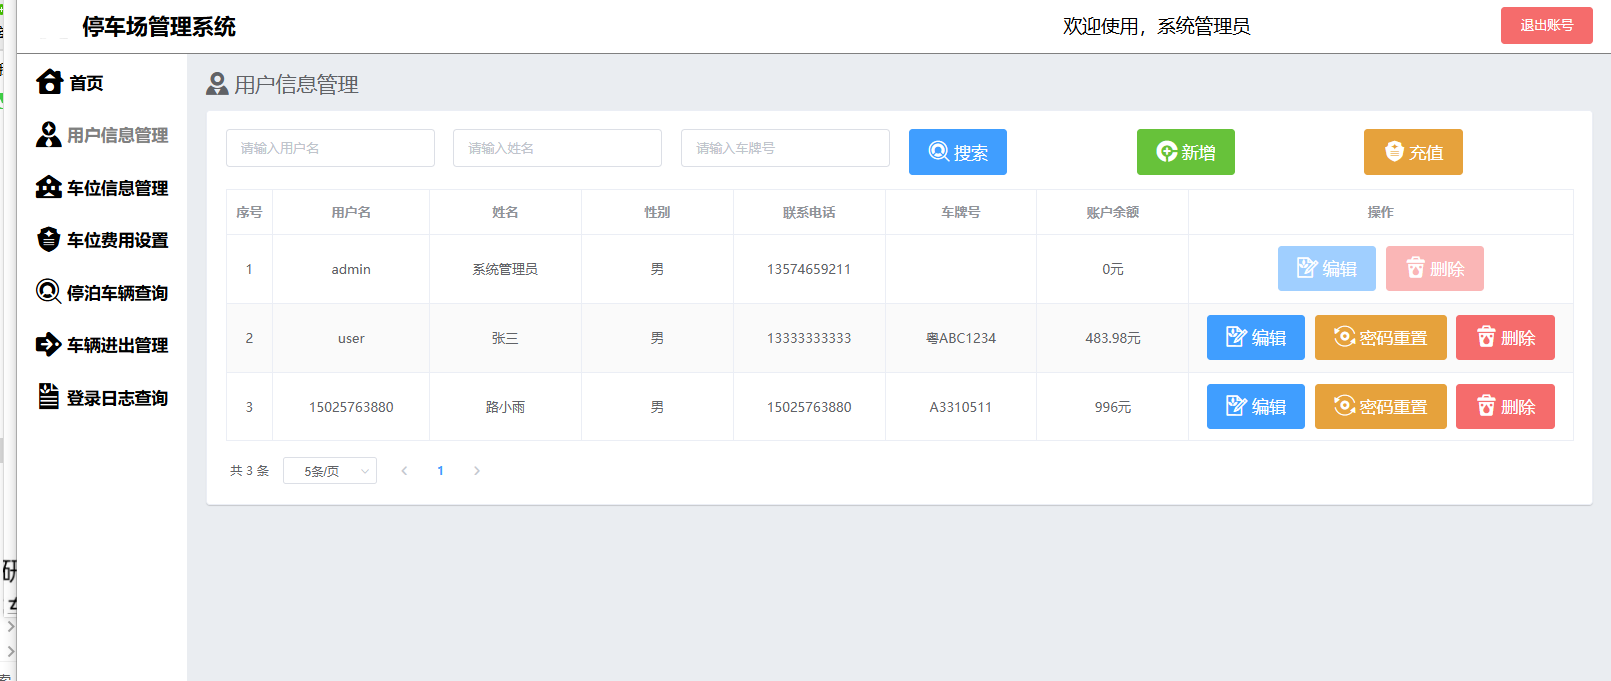 停车场管理系统
欢迎使用，系统管理员
退出账号
首页
用户信息管理
车位信息管理
车位费用设置
停泊车辆查询
车辆进出管理
登录日志查询
用户信息管理
请输入用户名 请输入姓名 请输入车牌号 搜索 新增 充值
序号 用户名 姓名 性别 联系电话 车牌号 账户余额 操作
1 admin 系统管理员 男 13574659211 0元 编辑 删除
2 user 张三 男 13333333333 粤ABC1234 483.98元 编辑 密码重置 删除
3 15025763880 路小雨 男 15025763880 A3310511 996元 编辑 密码重置 删除
共 3 条 5条/页 1
研